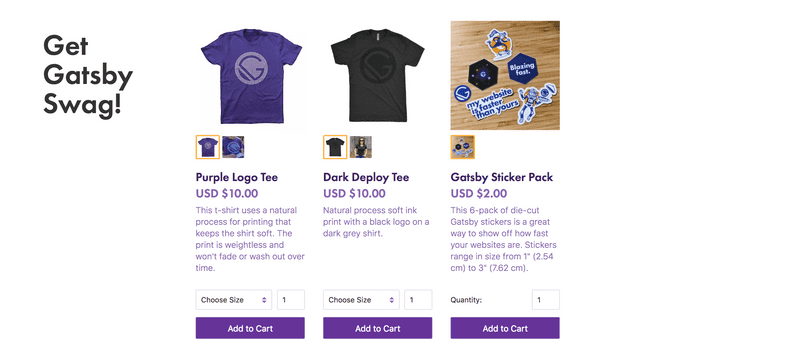 Get
Gatsby
Swag!
G
G
Blazing
fast.
my website
is faster
than yours
Purple Logo Tee
USD $10.00
This t-shirt uses a natural
process for printing that
keeps the shirt soft. The
print is weightless and
won't fade or wash out over
time.
Choose Size
1
Add to Cart
Dark Deploy Tee
USD $10.00
Natural process soft ink
print with a black logo on a
dark grey shirt.
Choose Size
1
Add to Cart
Gatsby Sticker Pack
USD $2.00
This 6-pack of die-cut
Gatsby stickers is a great
way to show off how fast
your websites are. Stickers
range in size from 1" (2.54
cm) to 3" (7.62 cm).
Quantity:
1
Add to Cart